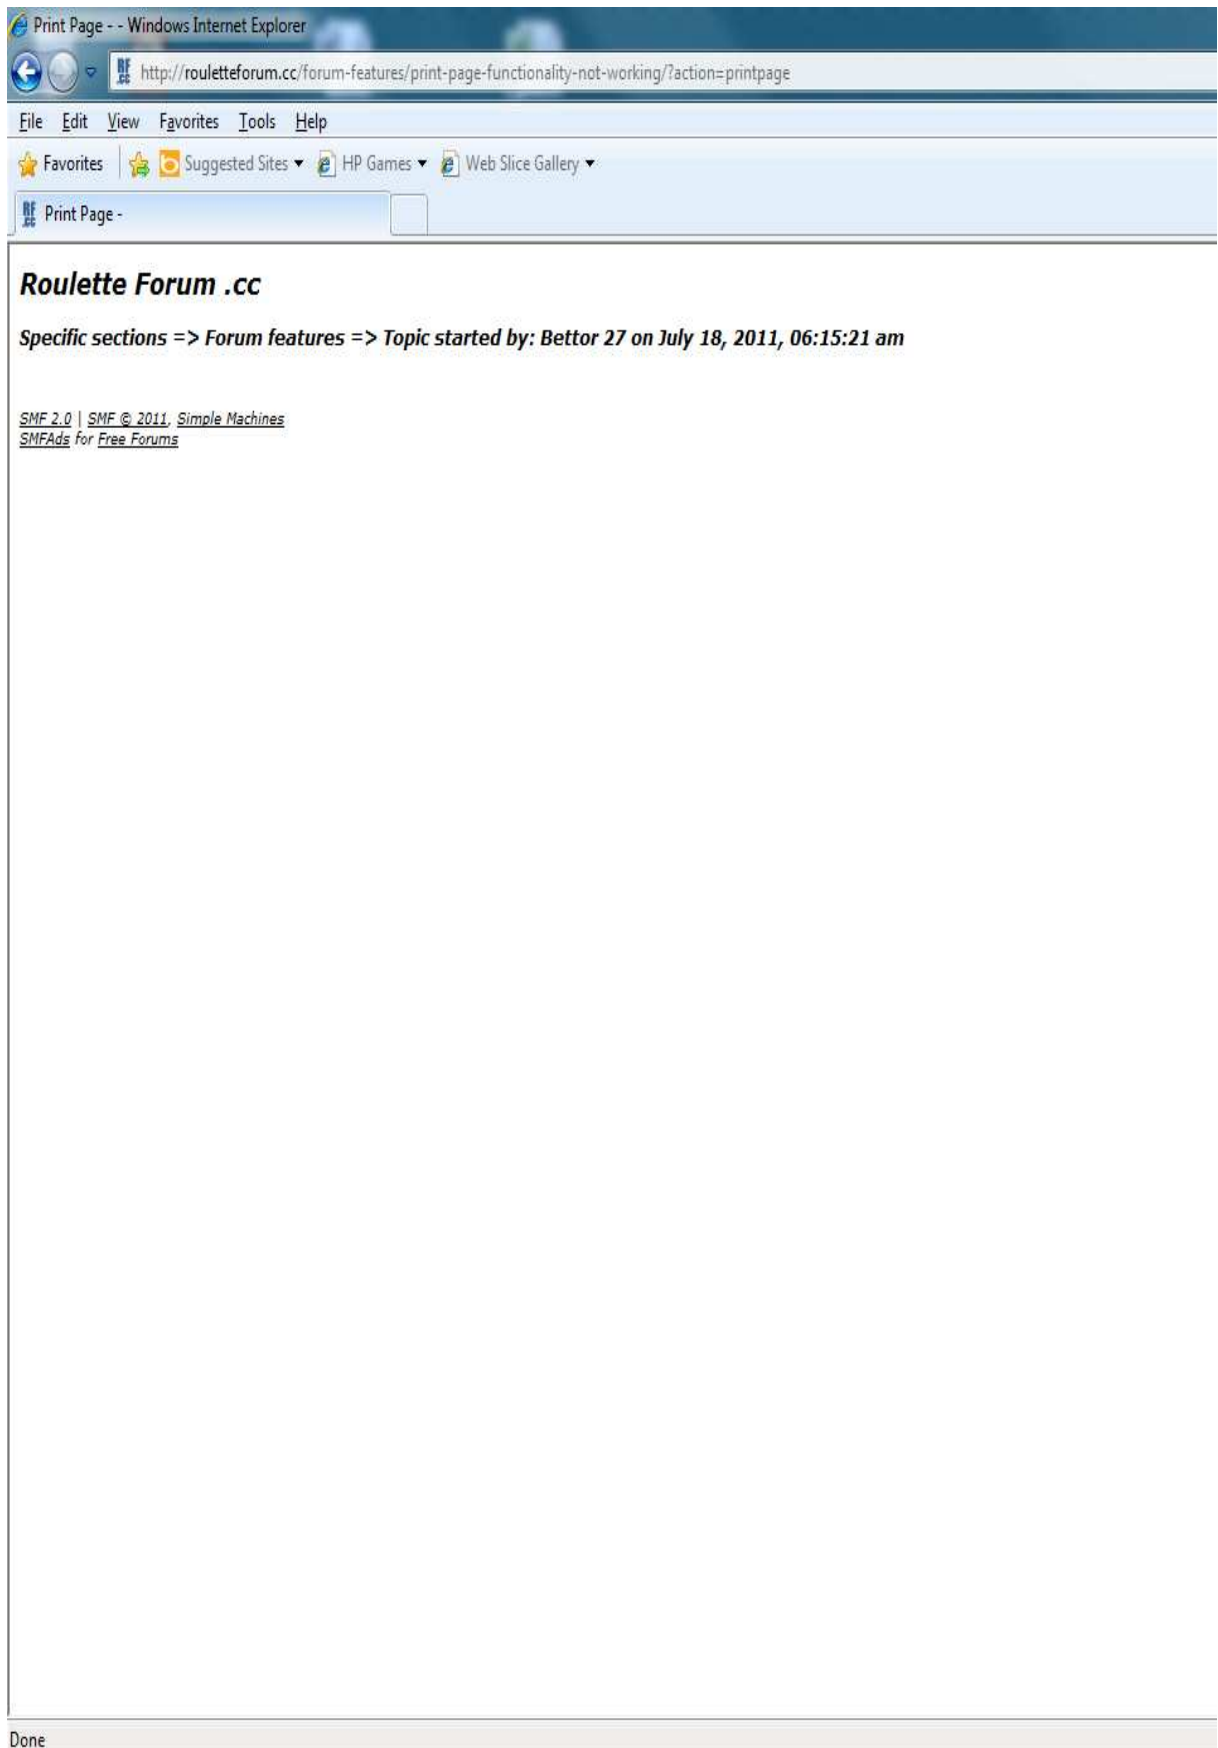 Print Page - - Windows Internet Explorer
http://rouletteforum.cc/forum-features/print-page-functionality-not-working/?action=printpage
File Edit View Favorites Tools Help
Favorites Suggested Sites HP Games Web Slice Gallery
RF.cc Print Page -
Roulette Forum .cc
Specific sections => Forum features => Topic started by: Bettor 27 on July 18, 2011, 06:15:21 am
SMF 2.0 | SMF © 2011, Simple Machines
SMFAds for Free Forums
Done